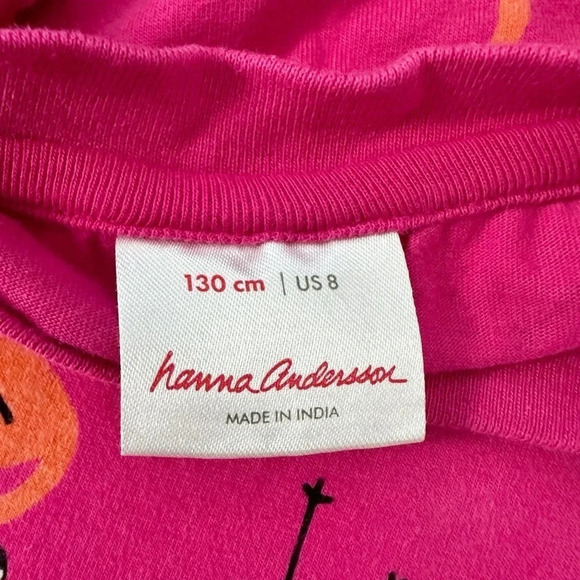 130 cm | US 8
hanna Andersson
MADE IN INDIA